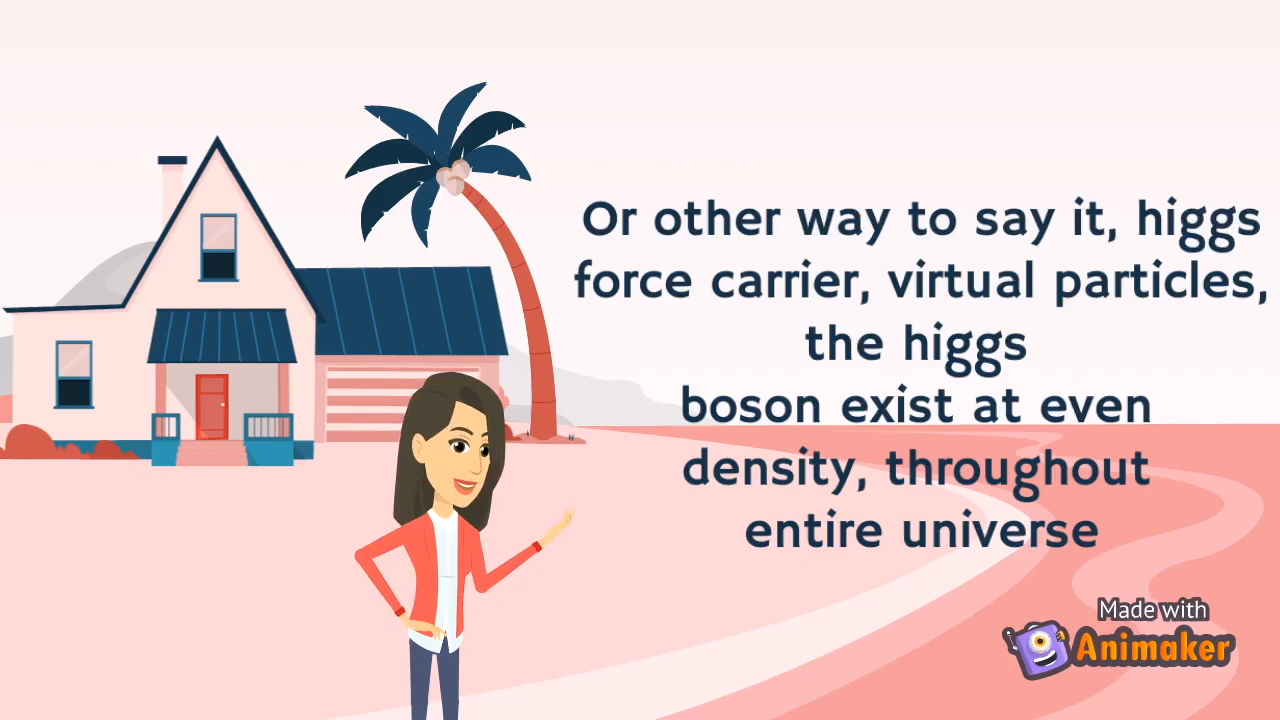 Or other way to say it, higgs
force carrier, virtual particles,
the higgs
boson exist at even
density, throughout
entire universe
Made with
Animaker